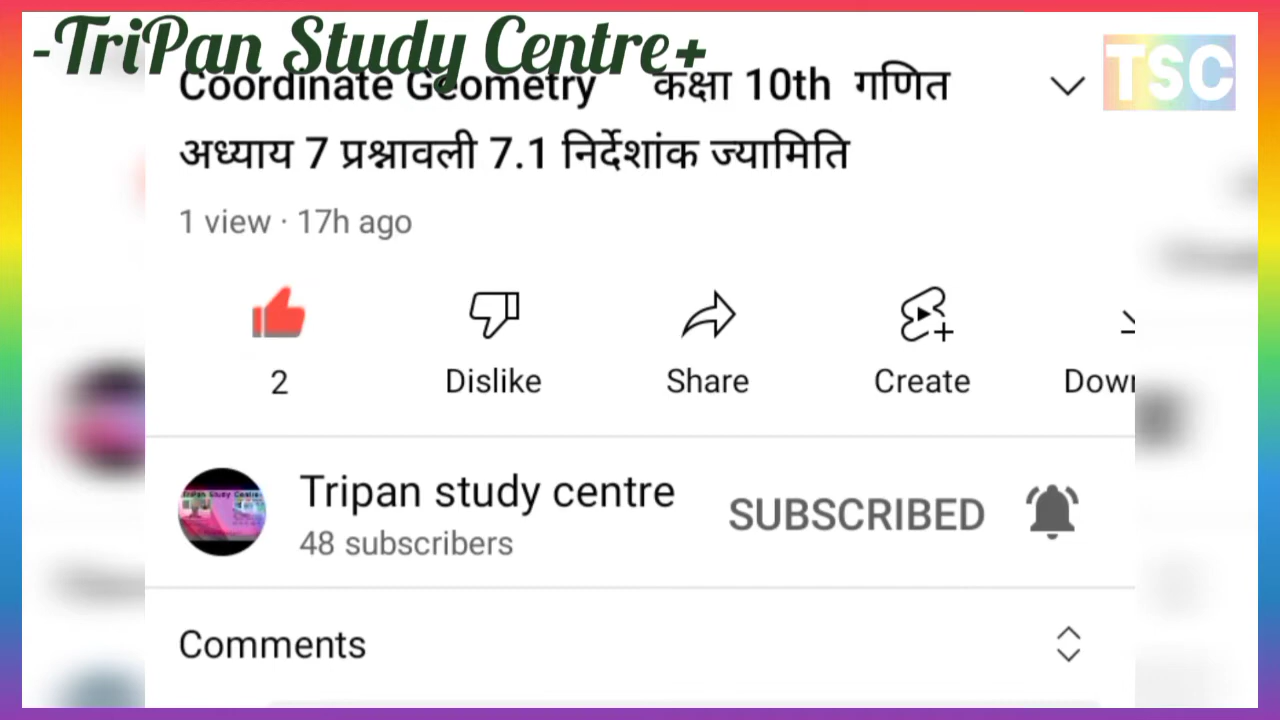 -TriPan Study Centre+
TSC
Coordinate Geometry कक्षा 10th गणित
अध्याय 7 प्रश्नावली 7.1 निर्देशांक ज्यामिति
1 view · 17h ago
2
Dislike
Share
Create
Down
Tripan study centre
48 subscribers
SUBSCRIBED
Comments